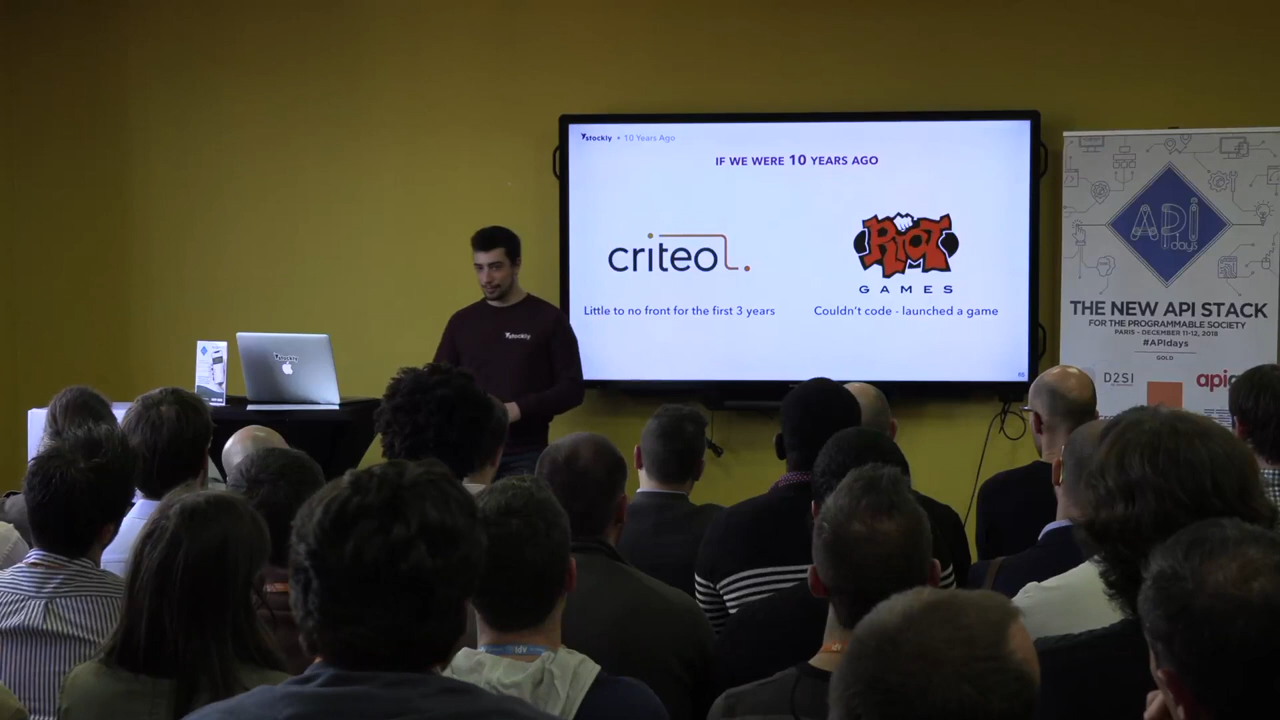 stockly • 10 Years Ago
IF WE WERE 10 YEARS AGO
criteo.
RIOT
GAMES
Little to no front for the first 3 years
Couldn't code - launched a game
stockly
stockly
API
days
THE NEW API STACK
FOR THE PROGRAMMABLE SOCIETY
PARIS - DECEMBER 11-12, 2018
#APIdays
GOLD
D2SI
apig